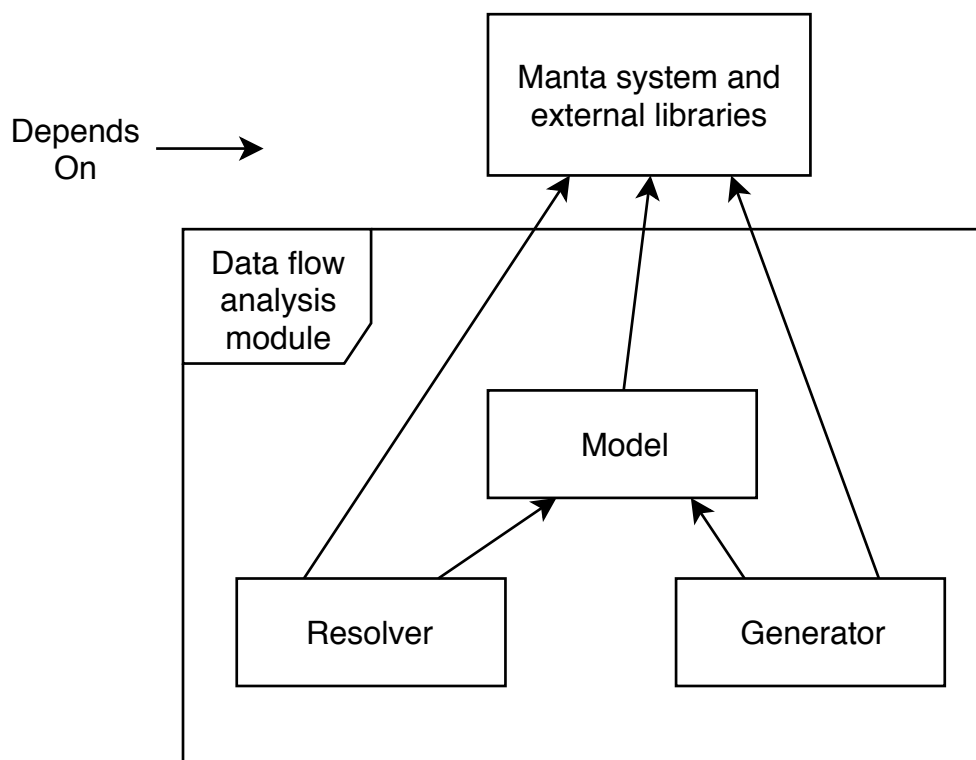 Manta system and
external libraries
Depends
On
Data flow
analysis
module
Model
Resolver
Generator